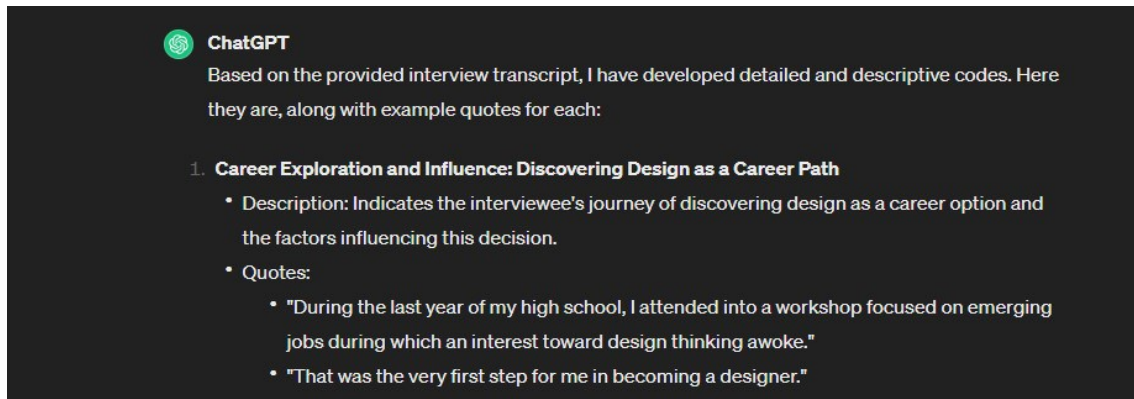 ChatGPT
Based on the provided interview transcript, I have developed detailed and descriptive codes. Here
they are, along with example quotes for each:
1. Career Exploration and Influence: Discovering Design as a Career Path
• Description: Indicates the interviewee's journey of discovering design as a career option and
the factors influencing this decision.
• Quotes:
• "During the last year of my high school, I attended into a workshop focused on emerging
jobs during which an interest toward design thinking awoke."
• "That was the very first step for me in becoming a designer."